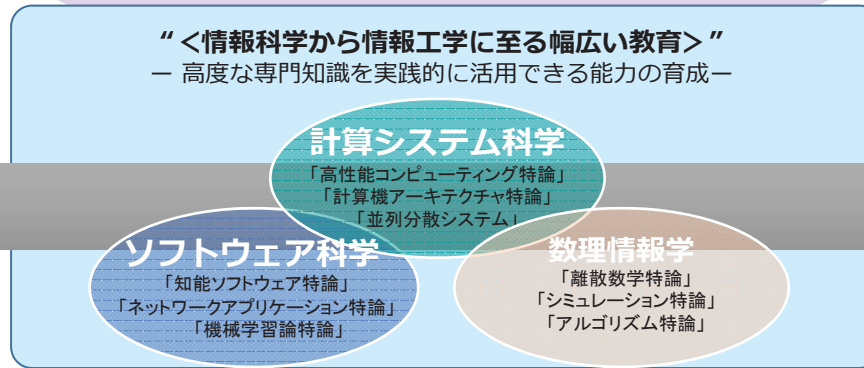 “＜情報科学から情報工学に至る幅広い教育＞”
― 高度な専門知識を実践的に活用できる能力の育成―
計算システム科学
「高性能コンピューティング特論」
「計算機アーキテクチャ特論」
「並列分散システム」
ソフトウェア科学
「知能ソフトウェア特論」
「ネットワークアプリケーション特論」
「機械学習論特論」
数理情報学
「離散数学特論」
「シミュレーション特論」
「アルゴリズム特論」